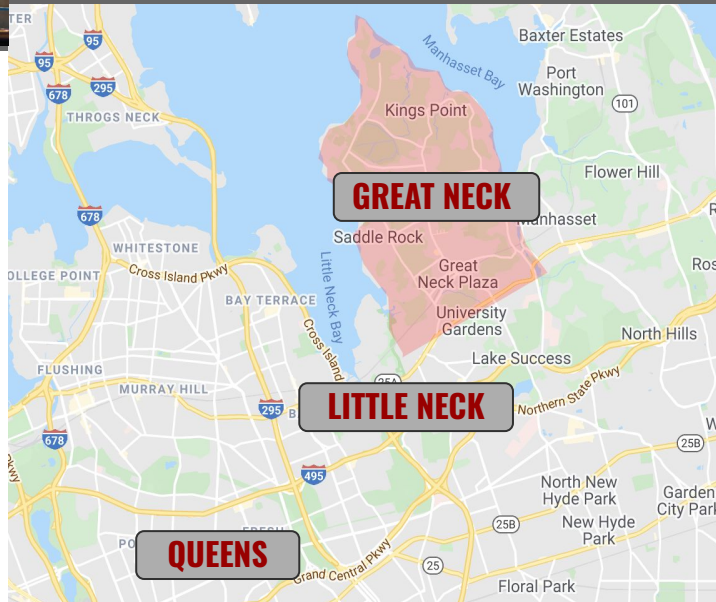 TER
95
95
678
295
THROGS NECK
Manhasset Bay
Baxter Estates
Port
Washington
101
Kings Point
Flower Hill
GREAT NECK
Manhasset
678
WHITESTONE
Saddle Rock
OLLEGE POINT
Cross Island Pkwy
Little Neck Bay
Great
Neck Plaza
BAY TERRACE
University
Gardens
North Hills
Cross Island
Lake Success
FLUSHING
MURRAY HILL
25A
Northern State Pkwy
295
LITTLE NECK
678
25B
495
Pkwy
North New
Hyde Park
Garden
City Park
25B
New Hyde
Park
QUEENS
Grand Central Pkwy
25
Floral Park